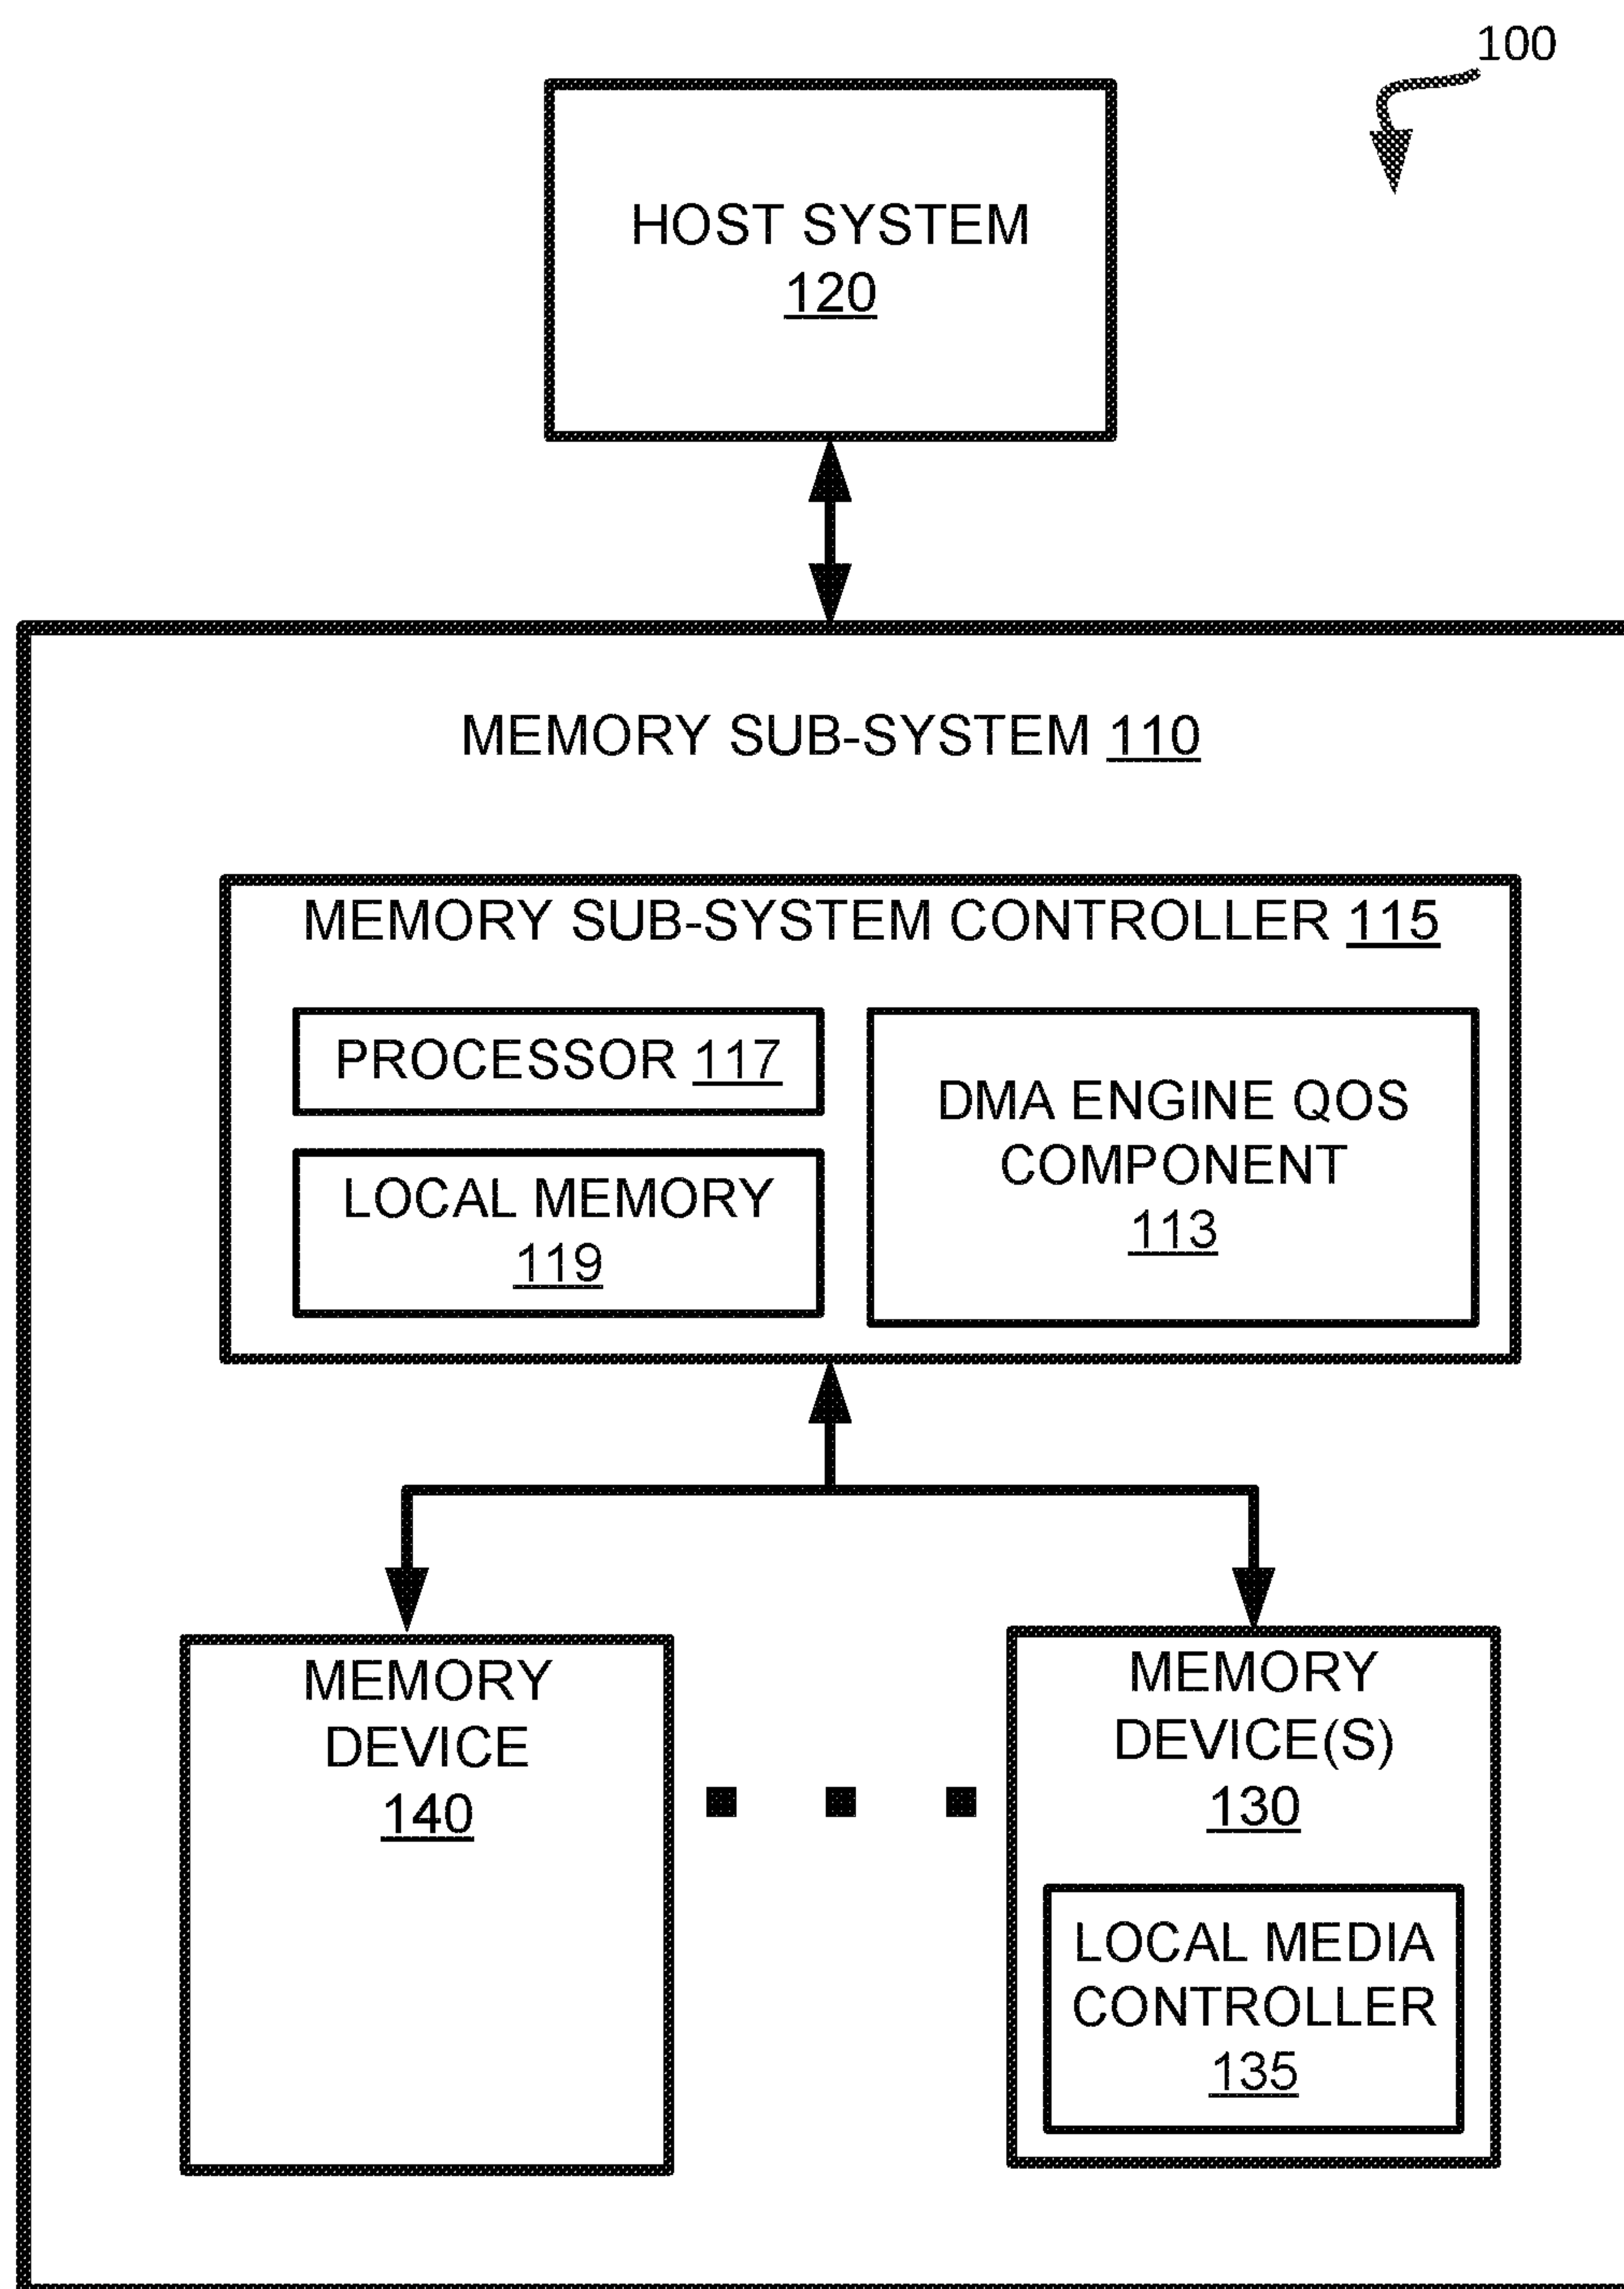 100
HOST SYSTEM
120
MEMORY SUB-SYSTEM 110
MEMORY SUB-SYSTEM CONTROLLER 115
PROCESSOR 117
LOCAL MEMORY
119
DMA ENGINE QOS
COMPONENT
113
MEMORY
DEVICE
140
MEMORY
DEVICE(S)
130
LOCAL MEDIA
CONTROLLER
135